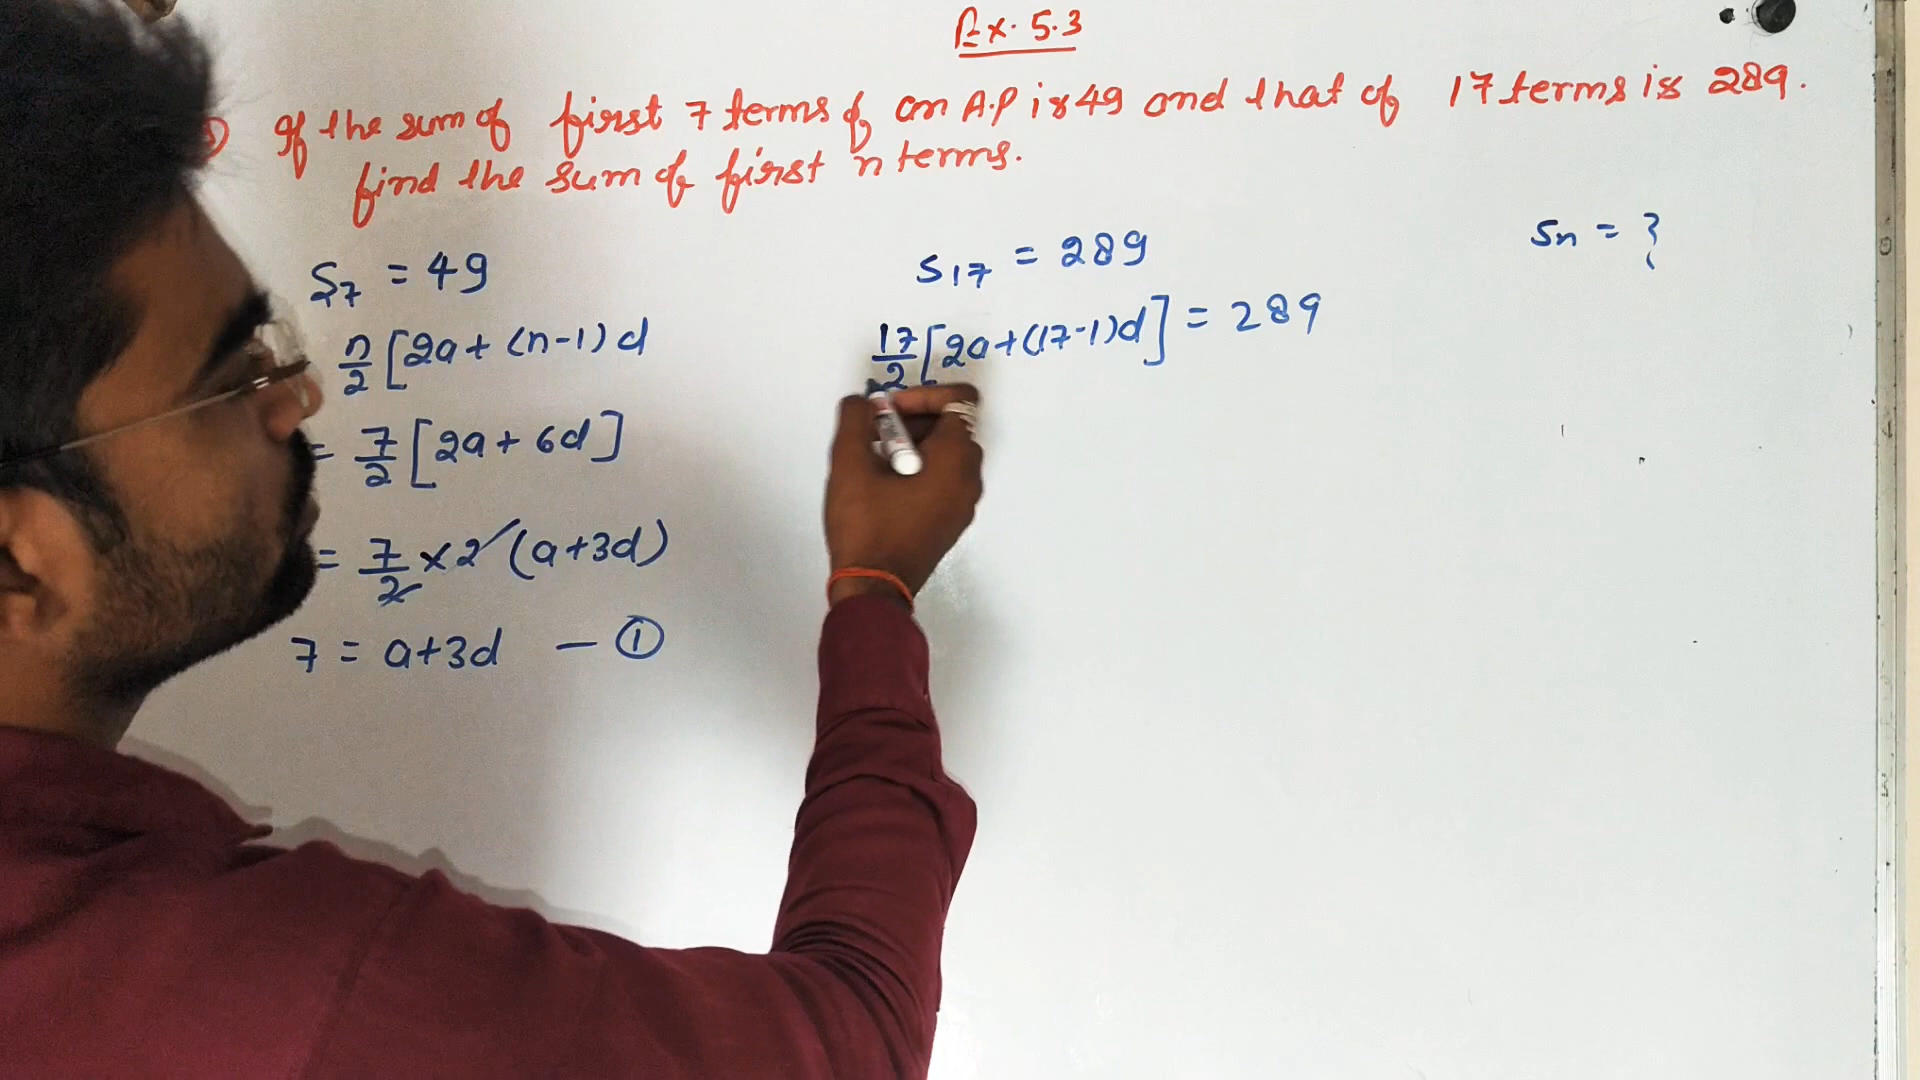 Ex. 5.3
If the sum of first 7 terms of an A.P is 49 and that of 17 terms is 289.
find the sum of first n terms.
S7 = 49
n/2 [2a + (n-1) d
= 7/2 [2a + 6d]
= 7/2 × 2 (a+3d)
7 = a+3d — ①
S17 = 289
17/2 [2a+(17-1)d] = 289
Sn = ?